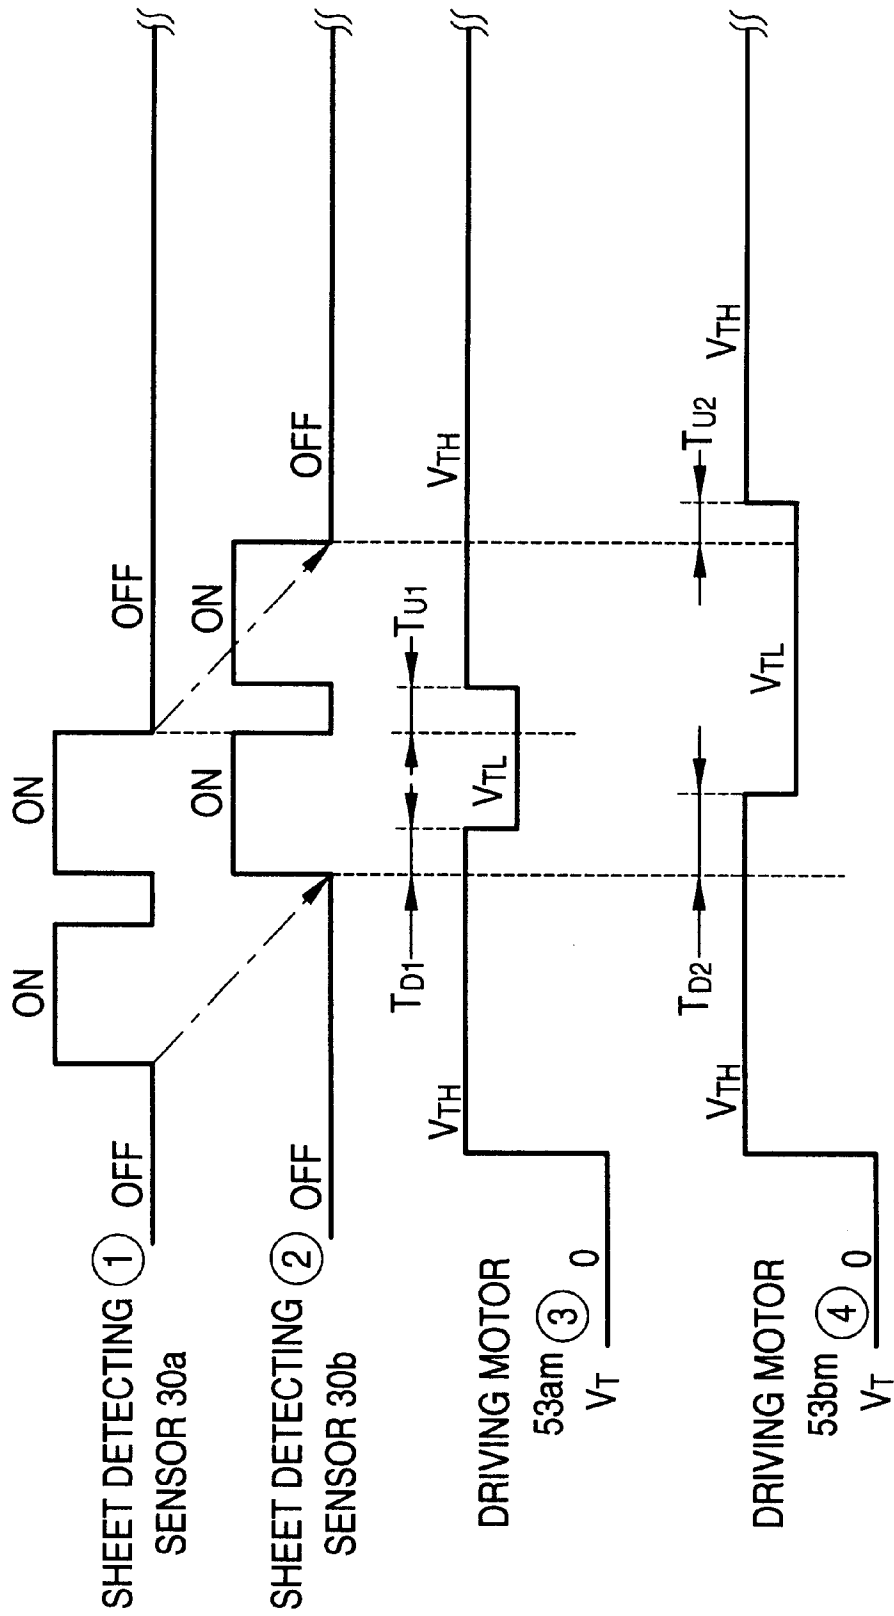 SHEET DETECTING ① OFF ON ON OFF
SENSOR 30a
SHEET DETECTING ② OFF ON ON OFF
SENSOR 30b
TD1 TU1
DRIVING MOTOR VTH VTL VTH
53am ③ 0
VT
TD2 TU2
DRIVING MOTOR VTH VTL VTH
53bm ④ 0
VT